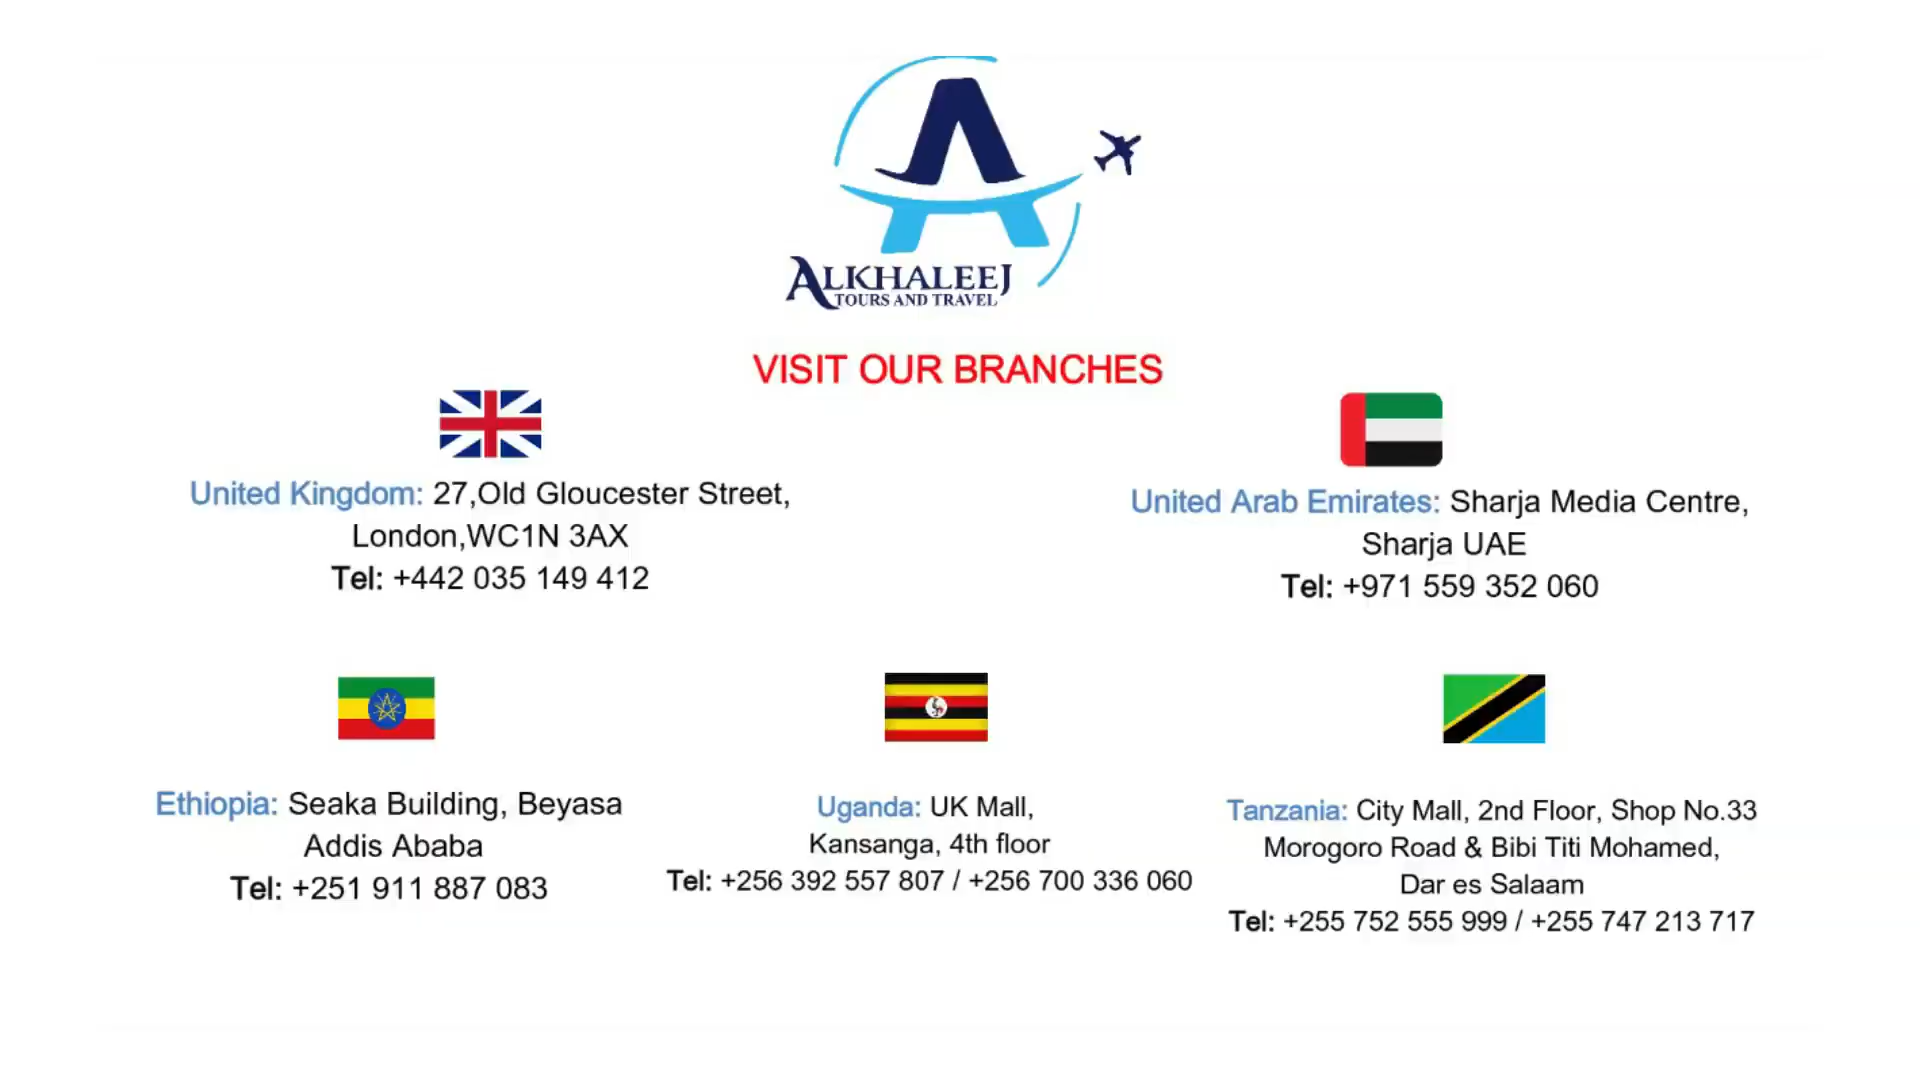 ALKHALEEJ
TOURS AND TRAVEL
VISIT OUR BRANCHES
United Kingdom: 27,Old Gloucester Street,
London,WC1N 3AX
Tel: +442 035 149 412
United Arab Emirates: Sharja Media Centre,
Sharja UAE
Tel: +971 559 352 060
Ethiopia: Seaka Building, Beyasa
Addis Ababa
Tel: +251 911 887 083
Uganda: UK Mall,
Kansanga, 4th floor
Tel: +256 392 557 807 / +256 700 336 060
Tanzania: City Mall, 2nd Floor, Shop No.33
Morogoro Road & Bibi Titi Mohamed,
Dar es Salaam
Tel: +255 752 555 999 / +255 747 213 717